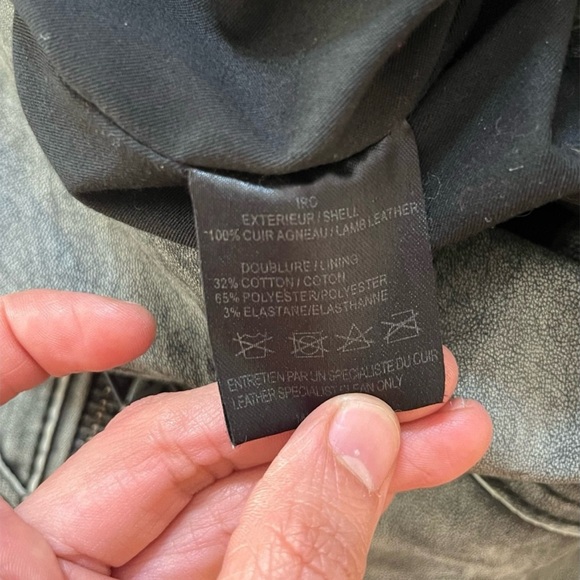 IRO
EXTERIEUR/SHELL
100% CUIR AGNEAU/LAMB LEATHER
DOUBLURE/LINING
32% COTTON/COTON
65% POLYESTER/POLYESTER
3% ELASTANE/ELASTHANNE
ENTRETIEN PAR UN SPECIALISTE DU CUIR
LEATHER SPECIALIST CLEAN ONLY